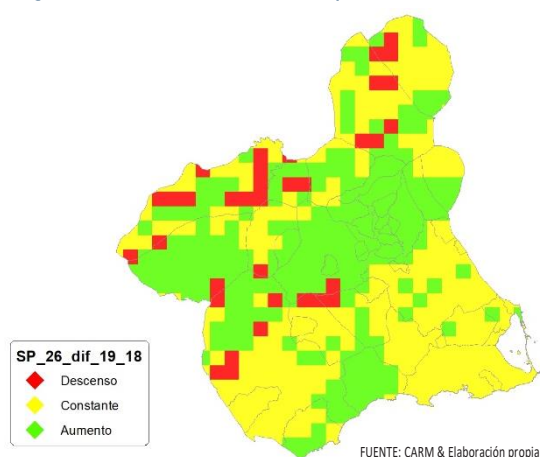 SP_26_dif_19_18
Descenso
Constante
Aumento
FUENTE: CARM & Elaboración propia